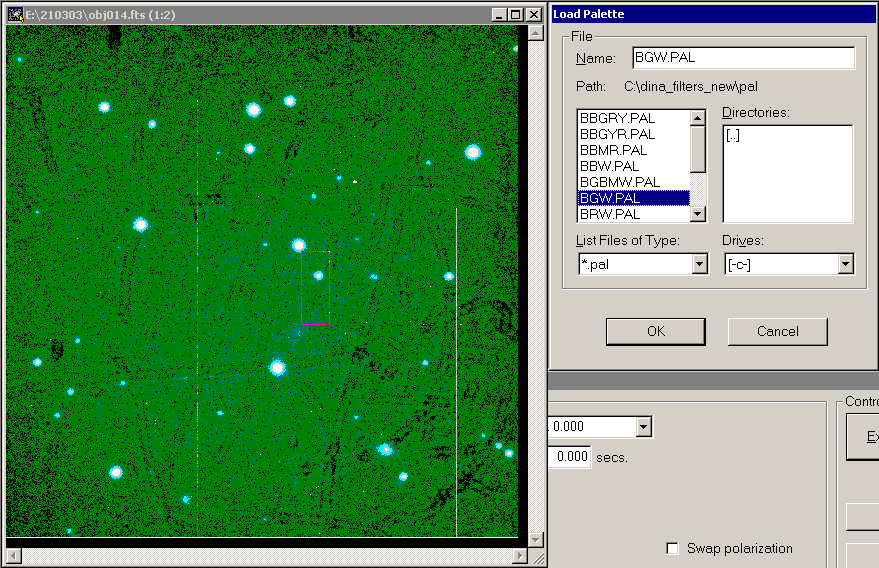 E:\210303\obj014.fts (1:2)
Load Palette
File
Name: BGW.PAL
Path: C:\dina_filters_new\pal
Directories:
BBGRY.PAL
BBGYR.PAL
BBMR.PAL
BBW.PAL
BGBMW.PAL
BGW.PAL
BRW.PAL
[..]
List Files of Type:
Drives:
*.pal
[-c-]
OK
Cancel
0.000
0.000 secs.
Swap polarization
Contro
Ex